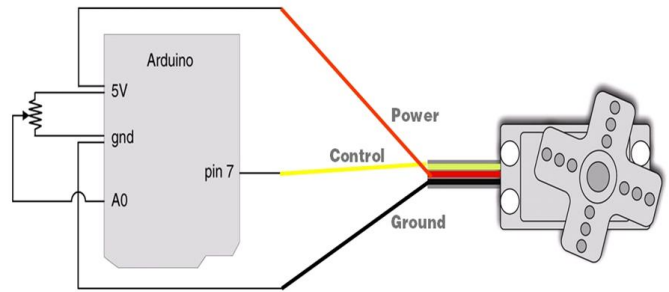 Arduino
5V
Power
gnd
Control
pin 7
A0
Ground